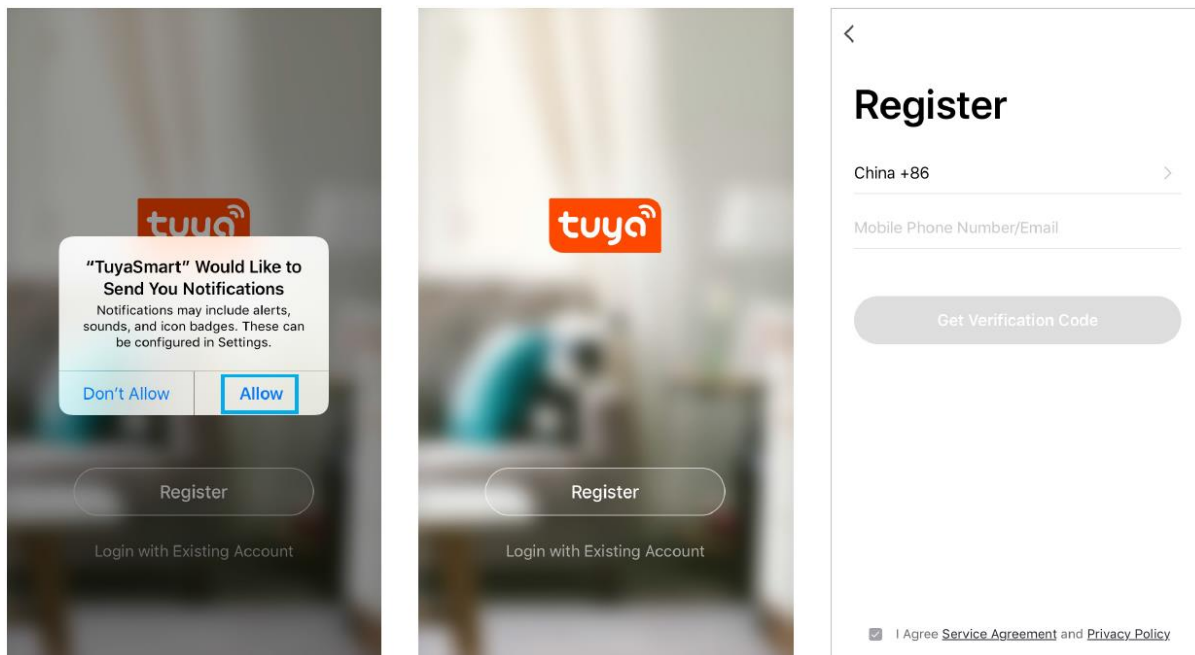 tuya
"TuyaSmart" Would Like to
Send You Notifications
Notifications may include alerts,
sounds, and icon badges. These can
be configured in Settings.
Don't Allow
Allow
Register
Login with Existing Account
tuya
Register
Login with Existing Account
Register
China +86
Mobile Phone Number/Email
Get Verification Code
I Agree Service Agreement and Privacy Policy